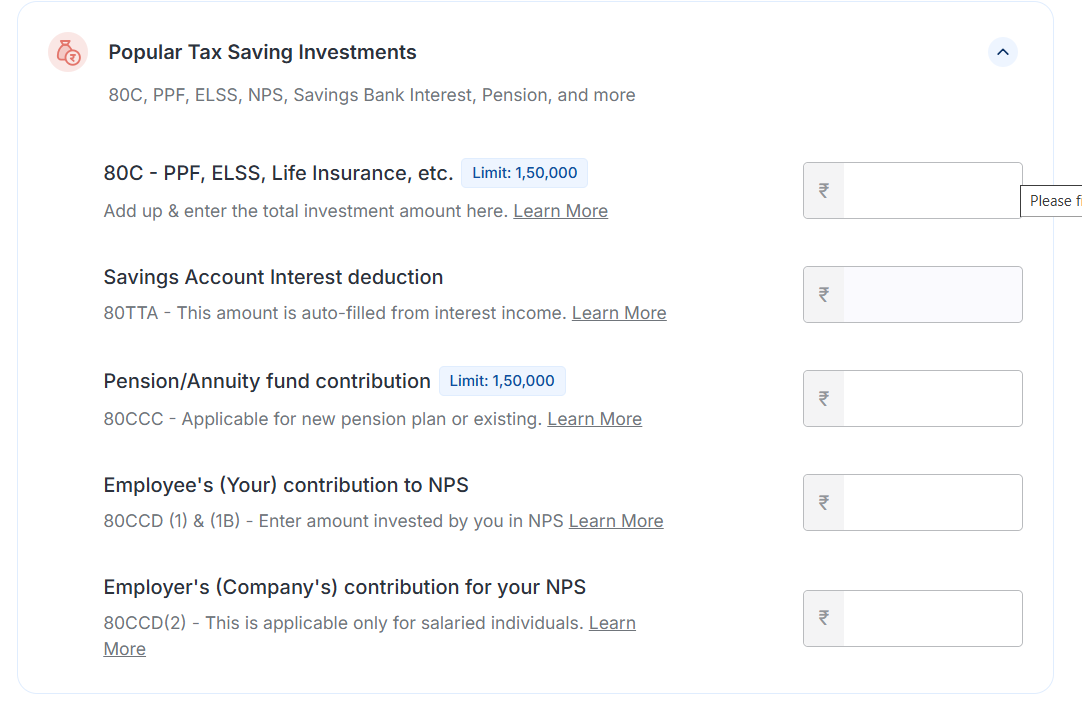 Popular Tax Saving Investments
80C, PPF, ELSS, NPS, Savings Bank Interest, Pension, and more
80C - PPF, ELSS, Life Insurance, etc. Limit: 1,50,000
₹
Please f
Add up & enter the total investment amount here. Learn More
Savings Account Interest deduction
₹
80TTA - This amount is auto-filled from interest income. Learn More
Pension/Annuity fund contribution Limit: 1,50,000
₹
80CCC - Applicable for new pension plan or existing. Learn More
Employee's (Your) contribution to NPS
₹
80CCD (1) & (1B) - Enter amount invested by you in NPS Learn More
Employer's (Company's) contribution for your NPS
₹
80CCD(2) - This is applicable only for salaried individuals. Learn
More